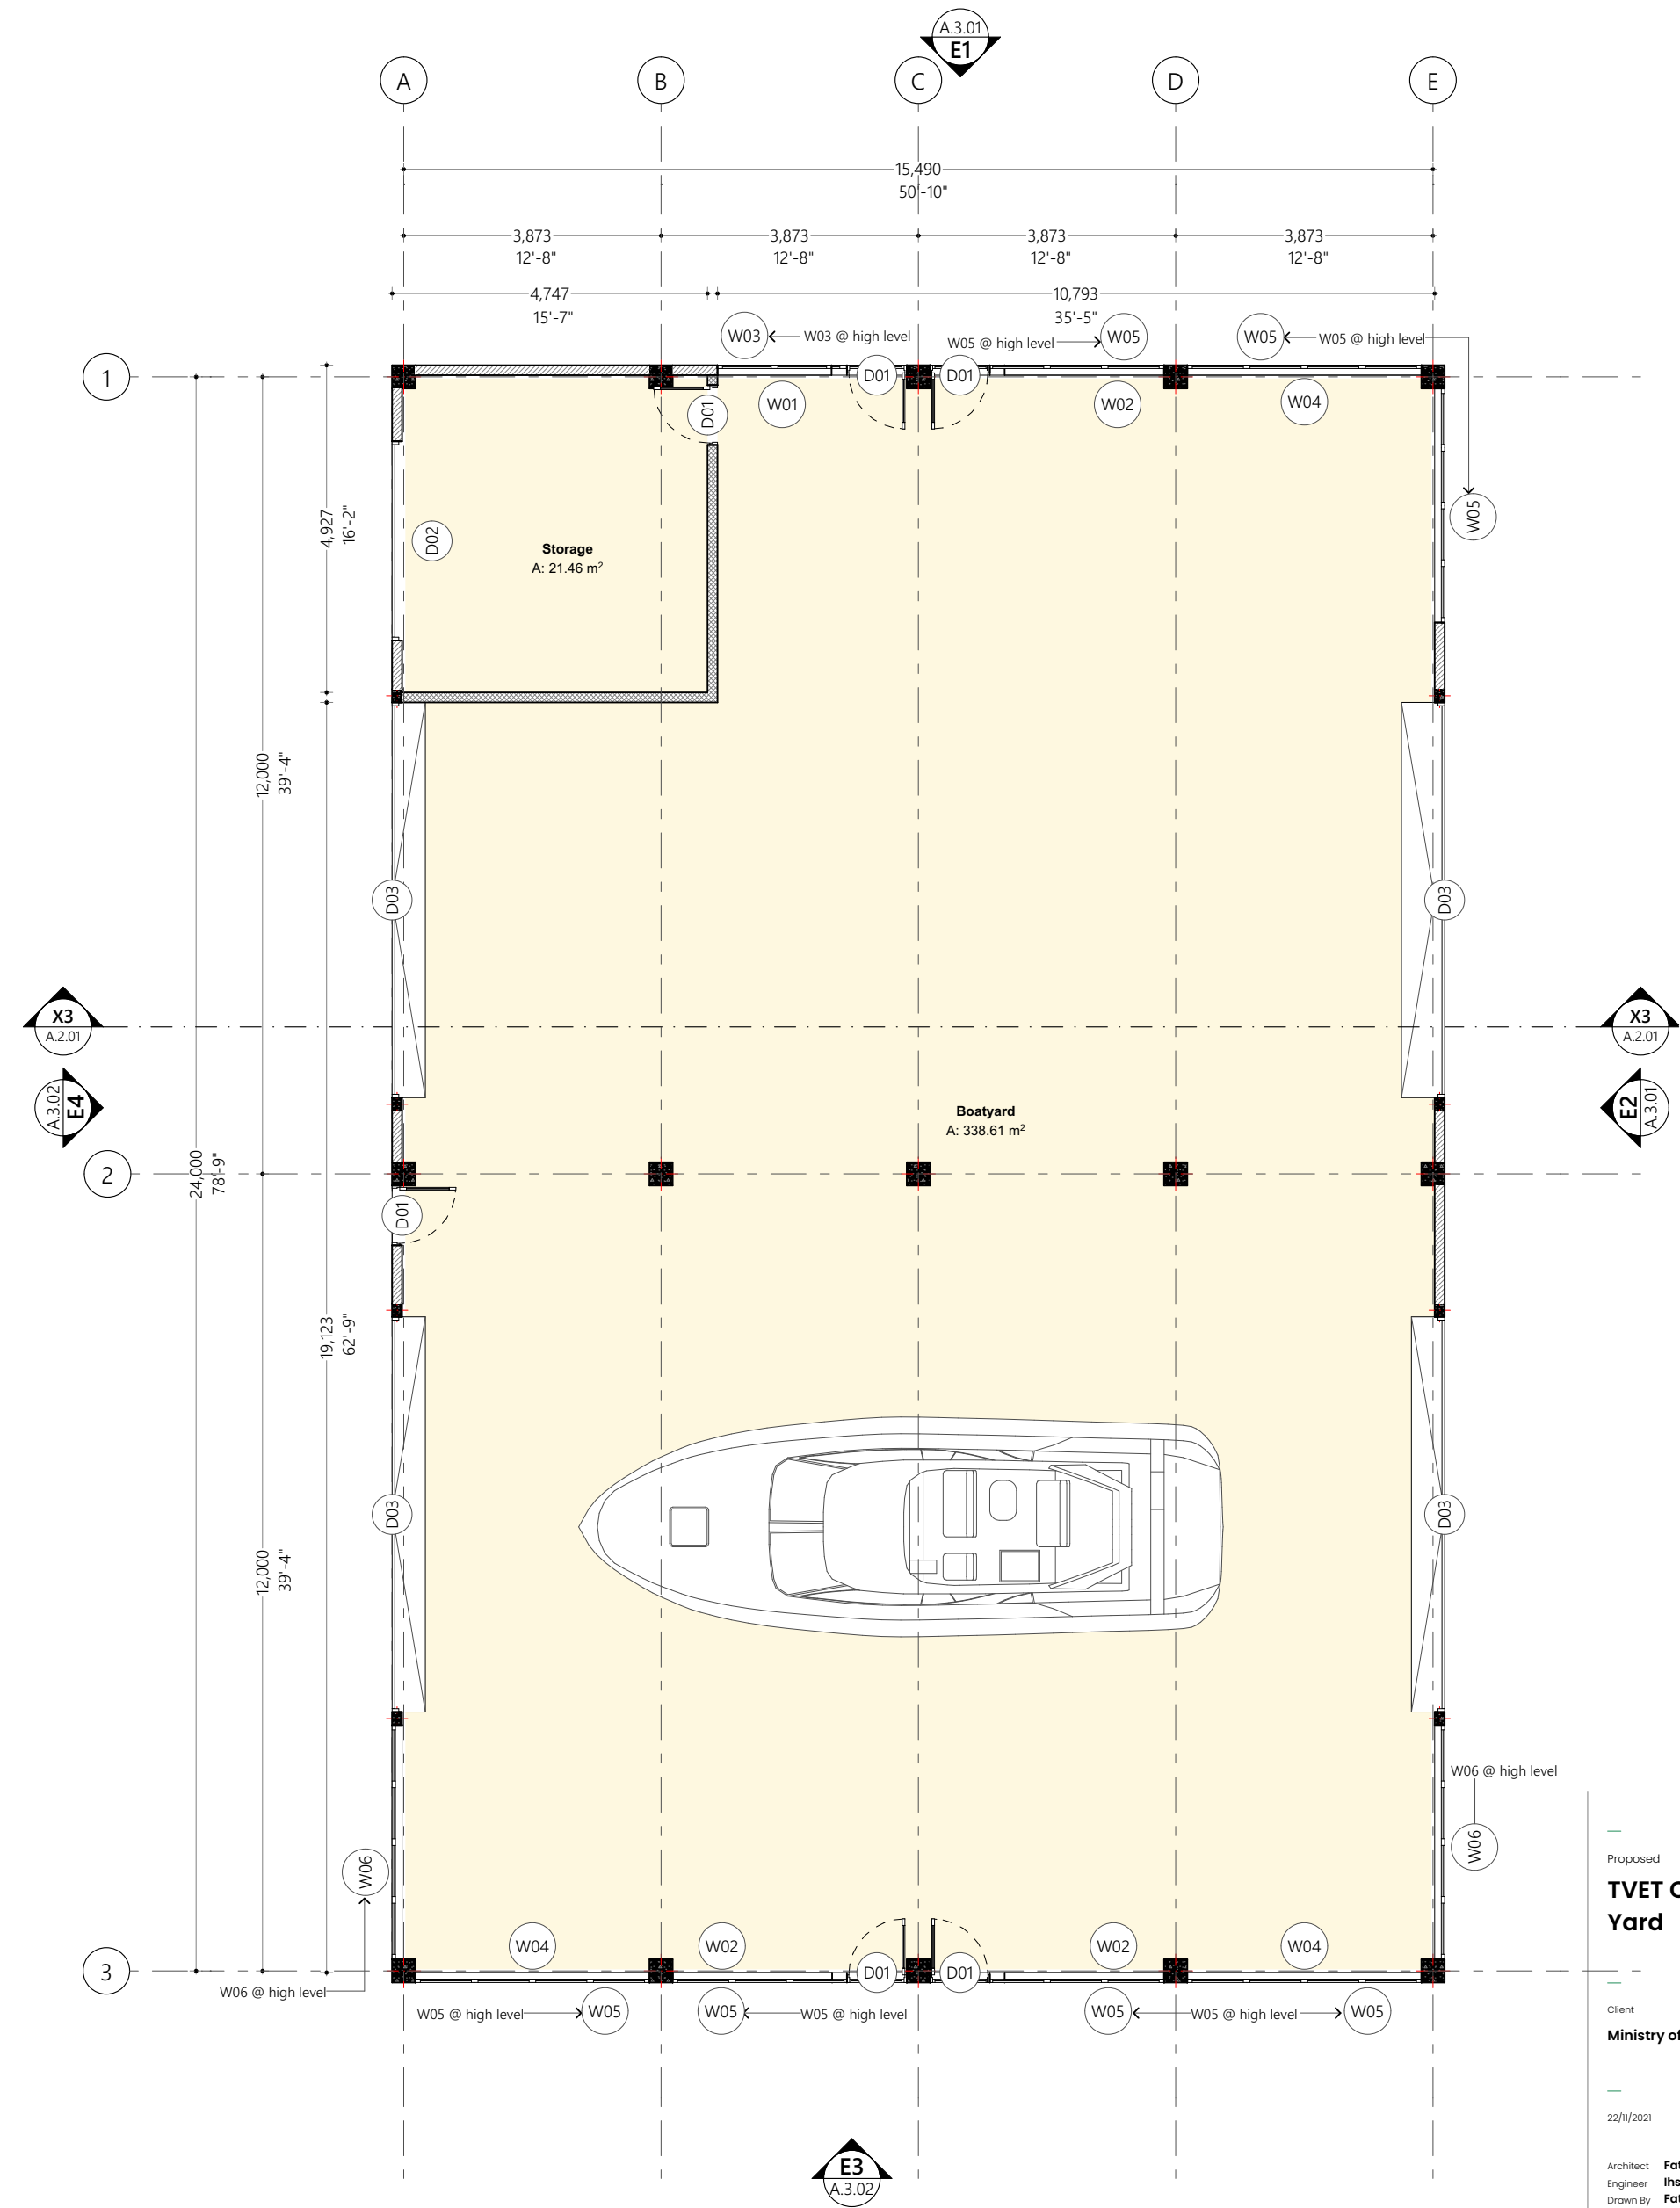 A.3.01
E1
A
B
C
D
E
15,490
50'-10"
3,873
3,873
3,873
3,873
12'-8"
12'-8"
12'-8"
12'-8"
4,747
10,793
15'-7"
35'-5"
W03
W03 @ high level
W05 @ high level
W05
W05
W05 @ high level
1
D01
D01
W01
D01
W02
W04
W05
4,927
16'-2"
D02
Storage
A: 21.46 m²
12,000
39'-4"
D03
D03
X3
A.2.01
X3
A.2.01
A.3.02
E4
E2
A.3.01
Boatyard
A: 338.61 m²
24,000
78'-9"
2
D01
19,123
62'-9"
D03
D03
12,000
39'-4"
W06 @ high level
W06
W06
Proposed
TVET C
Yard
W04
W02
W02
W04
3
D01
D01
W06 @ high level
W05 @ high level
W05
W05
W05 @ high level
W05
W05 @ high level
W05
Client
Ministry of
22/11/2021
E3
A.3.02
Architect Fat
Engineer Ihs
Drawn By Fat